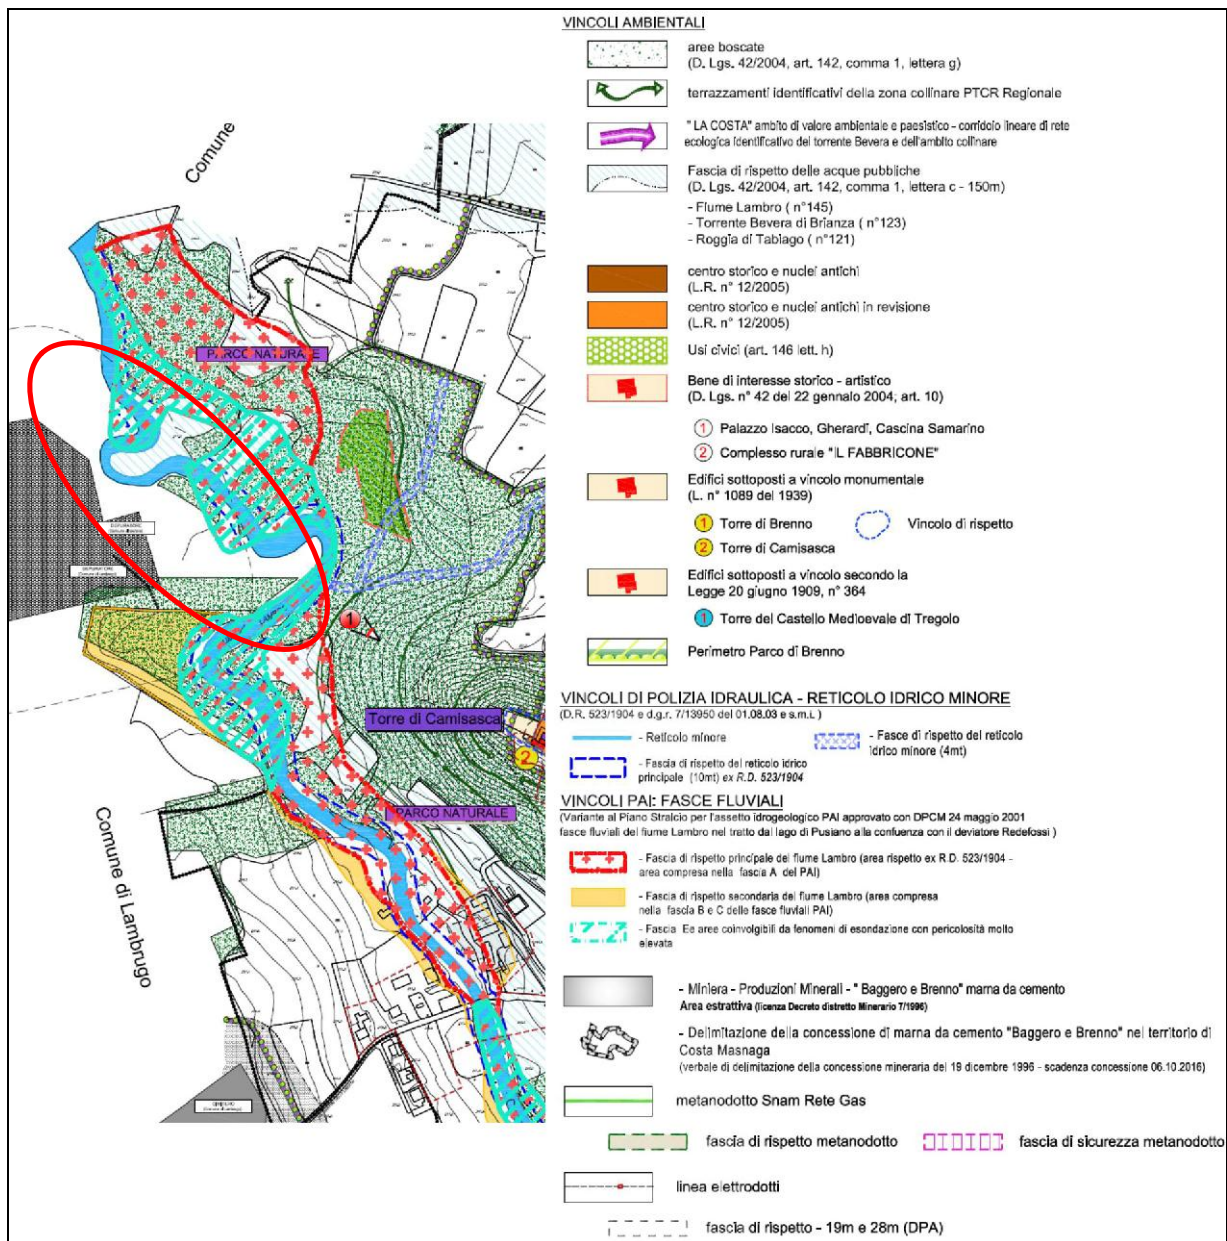 VINCOLI AMBIENTALI
aree boscate
(D. Lgs. 42/2004, art. 142, comma 1, lettera g)
terrazzamenti identificativi della zona collinare PTCR Regionale
" LA COSTA" ambito di valore ambientale e paesistico - corridoio lineare di rete
ecologica identificativo del torrente Bevera e dell'ambito collinare
Fascia di rispetto delle acque pubbliche
(D. Lgs. 42/2004, art. 142, comma 1, lettera c - 150m)
- Fiume Lambro ( n°145)
- Torrente Bevera di Brianza ( n°123)
- Roggia di Tabiago ( n°121)
centro storico e nuclei antichi
(L.R. n° 12/2005)
centro storico e nuclei antichi in revisione
(L.R. n° 12/2005)
Usi civici (art. 146 lett. h)
Bene di interesse storico - artistico
(D. Lgs. n° 42 del 22 gennaio 2004, art. 10)
1 Palazzo Isacco, Gherardi, Cascina Samarino
2 Complesso rurale "IL FABBRICONE"
Edifici sottoposti a vincolo monumentale
(L. n° 1089 del 1939)
1 Torre di Brenno
Vincolo di rispetto
2 Torre di Camisasca
Edifici sottoposti a vincolo secondo la
Legge 20 giugno 1909, n° 364
1 Torre del Castello Medioevale di Tregolo
Perimetro Parco di Brenno
VINCOLI DI POLIZIA IDRAULICA - RETICOLO IDRICO MINORE
(D.R. 523/1904 e d.g.r. 7/13950 del 01.08.03 e s.m.i. )
- Reticolo minore
- Fasce di rispetto del reticolo
idrico minore (4mt)
- Fascia di rispetto del reticolo idrico
principale (10mt) ex R.D. 523/1904
VINCOLI PAI: FASCE FLUVIALI
(Variante al Piano Stralcio per l'assetto idrogeologico PAI approvato con DPCM 24 maggio 2001
fasce fluviali del fiume Lambro nel tratto dal lago di Pusiano alla confluenza con il deviatore Redefossi )
- Fascia di rispetto principale del fiume Lambro (area rispetto ex R.D. 523/1904 -
area compresa nella fascia A del PAI)
- Fascia di rispetto secondaria del fiume Lambro (area compresa
nella fascia B e C delle fasce fluviali PAI)
- Fascia Ee aree coinvolgibili da fenomeni di esondazione con pericolosità molto
elevata
- Miniera - Produzioni Minerali - " Baggero e Brenno" marna da cemento
Area estrattiva (licenza Decreto distretto Minerario 7/1996)
- Delimitazione della concessione di marna da cemento "Baggero e Brenno" nel territorio di
Costa Masnaga
(verbale di delimitazione della concessione mineraria del 19 dicembre 1996 - scadenza concessione 06.10.2016)
metanodotto Snam Rete Gas
fascia di rispetto metanodotto
fascia di sicurezza metanodotto
linea elettrodotti
fascia di rispetto - 19m e 28m (DPA)
Comune
PARCO NATURALE
1
Torre di Camisasca
2
PARCO NATURALE
Comune di Lambrugo